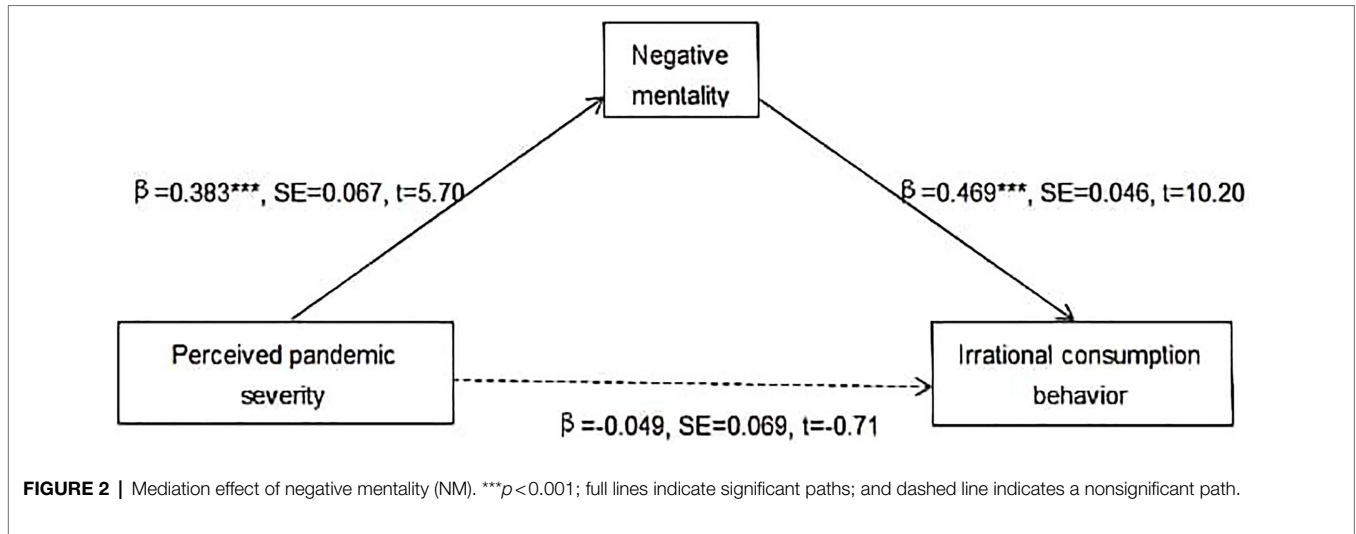 Negative
mentality
β=0.383***, SE=0.067, t=5.70
β=0.469***, SE=0.046, t=10.20
Perceived pandemic
severity
Irrational consumption
behavior
β=-0.049, SE=0.069, t=-0.71
FIGURE 2 | Mediation effect of negative mentality (NM). ***p<0.001; full lines indicate significant paths; and dashed line indicates a nonsignificant path.